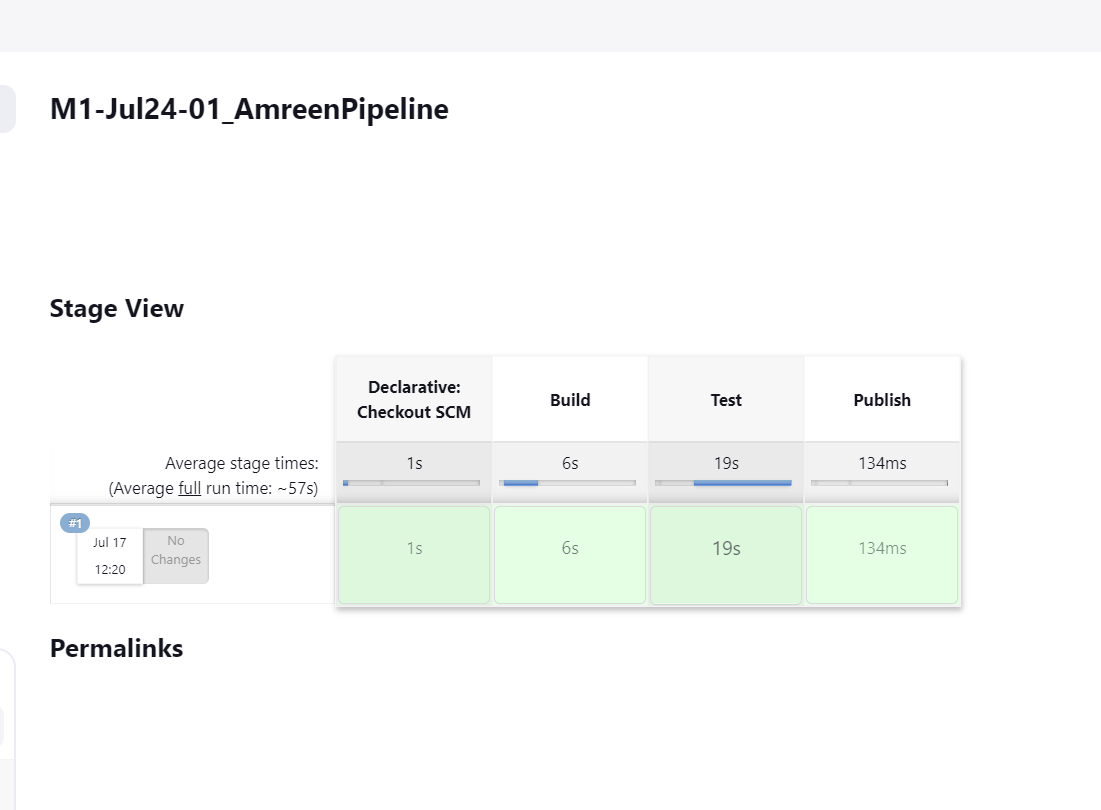 M1-Jul24-01_AmreenPipeline
Stage View
Declarative:
Checkout SCM
Build
Test
Publish
Average stage times:
(Average full run time: ~57s)
1s
6s
19s
134ms
#1
Jul 17
12:20
No
Changes
1s
6s
19s
134ms
Permalinks